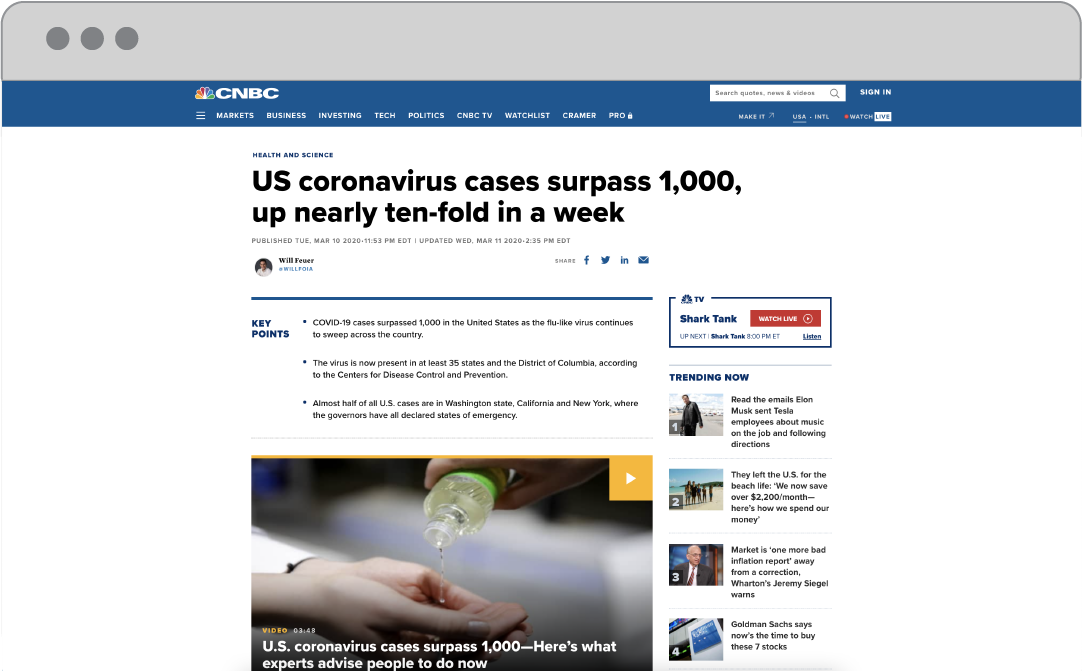 CNBC
Search quotes, news & videos
SIGN IN
MARKETS BUSINESS INVESTING TECH POLITICS CNBC TV WATCHLIST CRAMER PRO
MAKE IT USA • INTL WATCH LIVE
HEALTH AND SCIENCE
US coronavirus cases surpass 1,000,
up nearly ten-fold in a week
PUBLISHED TUE, MAR 10 2020•11:53 PM EDT | UPDATED WED, MAR 11 2020•2:35 PM EDT
Will Feuer
@WILLFOIA
SHARE
KEY
POINTS
• COVID-19 cases surpassed 1,000 in the United States as the flu-like virus continues
to sweep across the country.
• The virus is now present in at least 35 states and the District of Columbia, according
to the Centers for Disease Control and Prevention.
• Almost half of all U.S. cases are in Washington state, California and New York, where
the governors have all declared states of emergency.
VIDEO 03:48
U.S. coronavirus cases surpass 1,000—Here's what
experts advise people to do now
TV
Shark Tank
WATCH LIVE
UP NEXT | Shark Tank 8:00 PM ET
Listen
TRENDING NOW
1
Read the emails Elon
Musk sent Tesla
employees about music
on the job and following
directions
2
They left the U.S. for the
beach life: ‘We now save
over $2,200/month—
here’s how we spend our
money’
3
Market is ‘one more bad
inflation report’ away
from a correction,
Wharton’s Jeremy Siegel
warns
4
Goldman Sachs says
now’s the time to buy
these 7 stocks